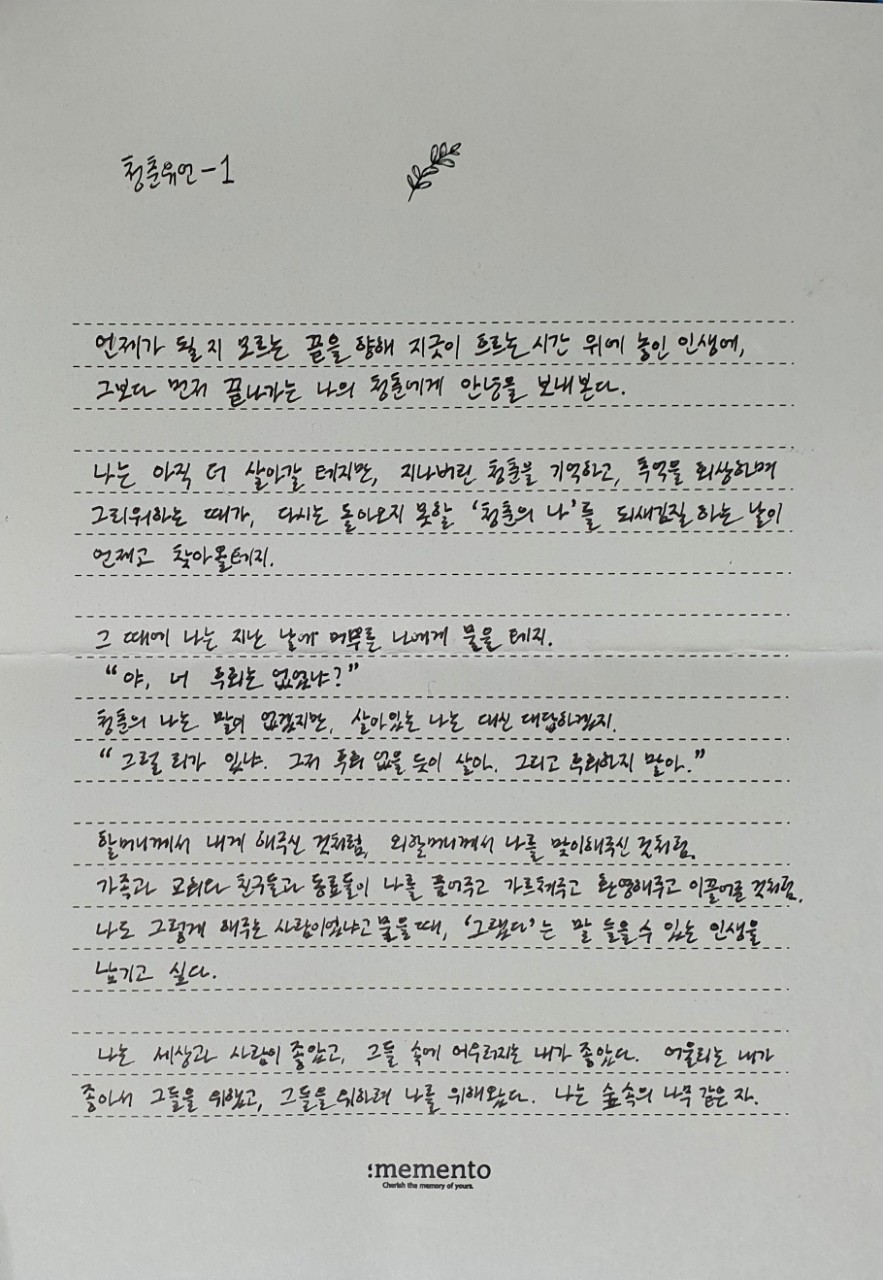 청춘유언-1
언제가 될 지 모르는 끝을 향해 지긋이 흐르는 시간 위에 놓인 인생에,
그보다 먼저 끝나가는 나의 청춘에게 안녕을 보내본다.
나는 아직 더 살아갈 테지만, 지나버린 청춘을 기억하고, 추억을 회상하며
그리워하는 때가, 다시는 돌아오지 못할 '청춘의 나'를 되새김질 하는 날이
언제고 찾아올테지.
그 때에 나는 지난 날에 머무른 나에게 물을 테지.
"야, 너 후회는 없었냐?"
청춘의 나는 말이 없겠지만, 살아있는 나는 대신 대답하겠지.
"그럴 리가 있냐. 그저 후회 없을 듯이 살아. 그리고 후회하지 말아."
할머니께서 내게 해주신 것처럼, 외할머니께서 나를 맞이해주신 것처럼,
가족과 친구들과 동료들이 나를 품어주고 가르쳐주고 환영해주고 이끌어준 것처럼,
나도 그렇게 해주는 사람이었냐고 물을 때, '그랬다'는 말 들을 수 있는 인생을
남기고 싶다.
나는 세상과 사람이 좋았고, 그들 속에 어우러지는 내가 좋았다. 어울리는 내가
좋아서 그들을 위했고, 그들을 위하려 나를 위해왔다. 나는 숲속의 나무 같은 자.
:memento
Cherish the memory of yours.